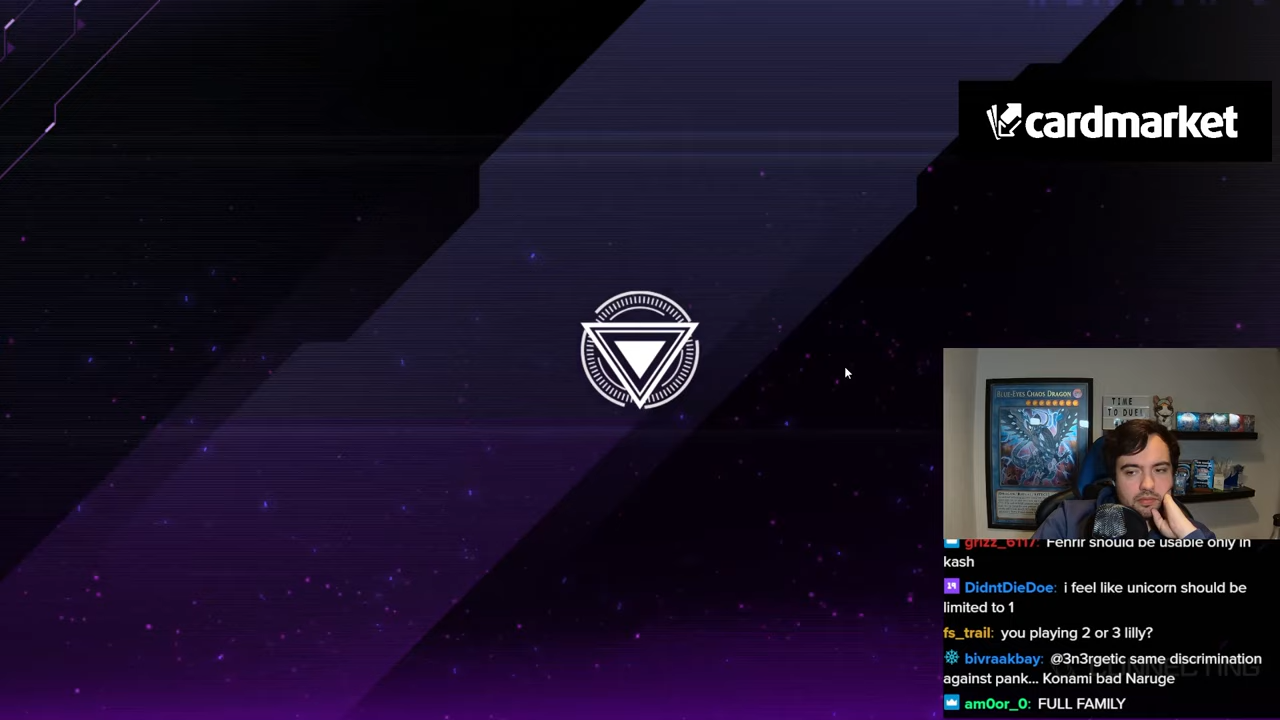 cardmarket
BLUE-EYES CHAOS DRAGON
TIME
TO DUEL
grizz_6117: Fenrir should be usable only in
kash
DidntDieDoe: i feel like unicorn should be
limited to 1
fs_trail: you playing 2 or 3 lilly?
bivraakbay: @3n3rgetic same discrimination
against pank... Konami bad Naruge
CONNECTING
am0or_0: FULL FAMILY